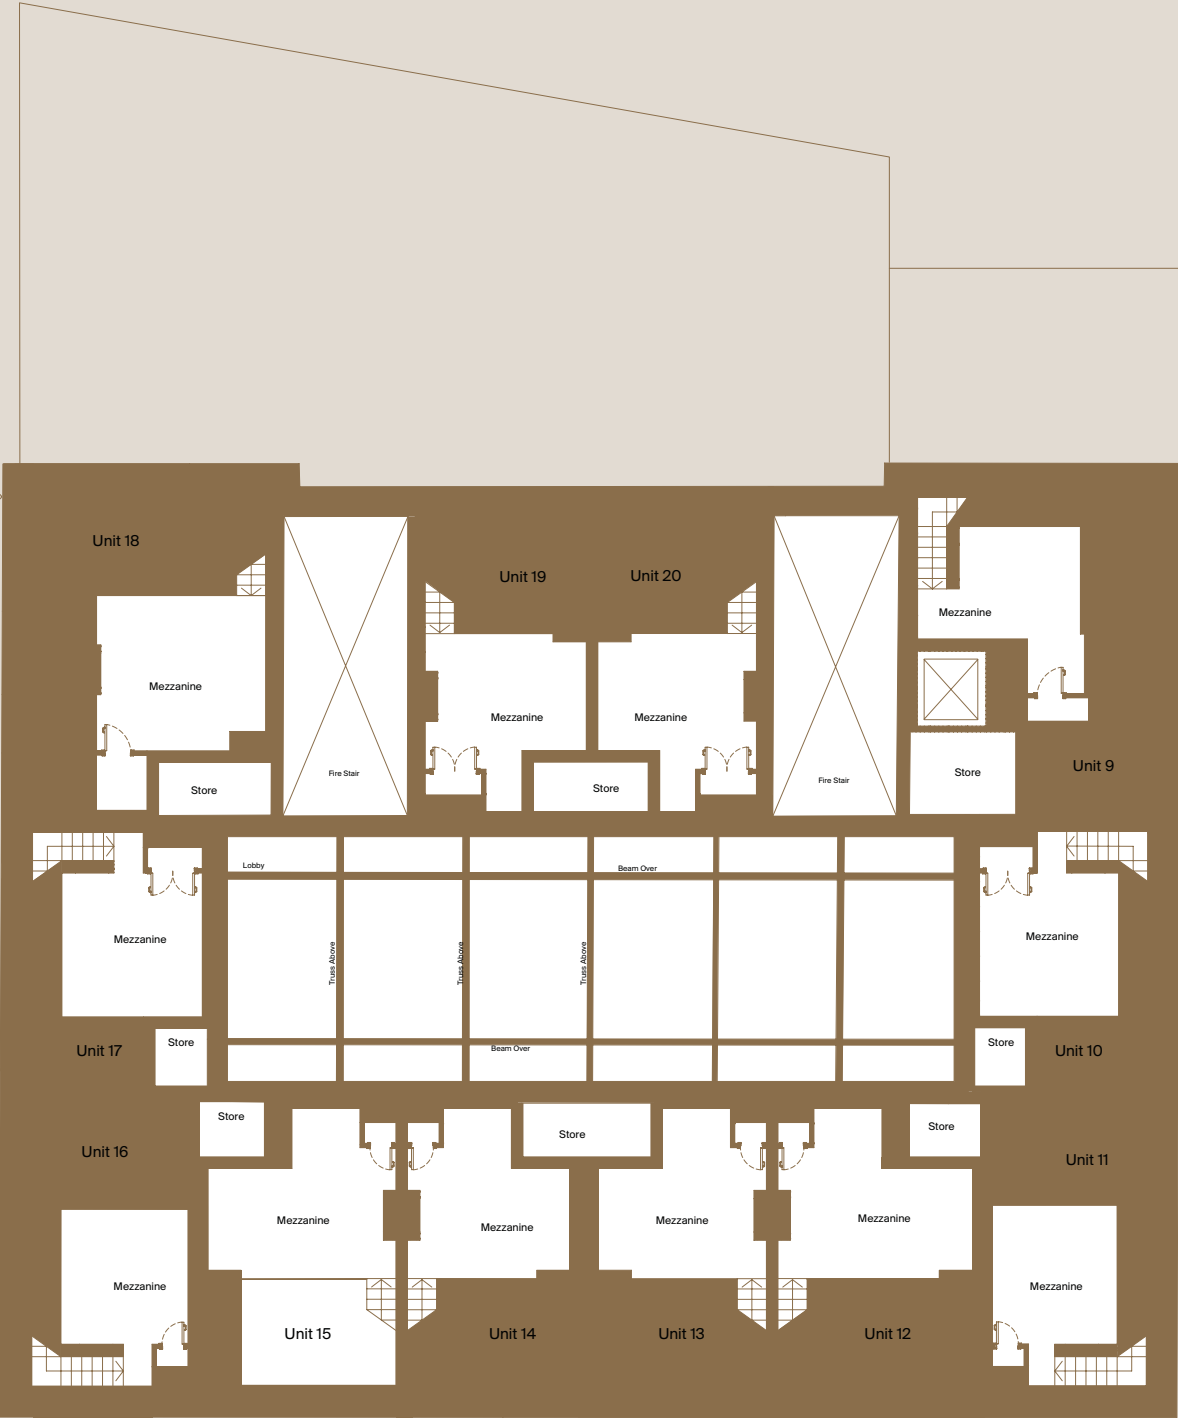 Unit 18
Unit 19
Unit 20
Mezzanine
Mezzanine
Mezzanine
Mezzanine
Fire Stair
Fire Stair
Store
Store
Store
Unit 9
Lobby
Beam Over
Mezzanine
Truss Above
Truss Above
Truss Above
Mezzanine
Unit 17
Store
Beam Over
Store
Unit 10
Store
Store
Store
Unit 16
Unit 11
Mezzanine
Mezzanine
Mezzanine
Mezzanine
Mezzanine
Mezzanine
Unit 15
Unit 14
Unit 13
Unit 12